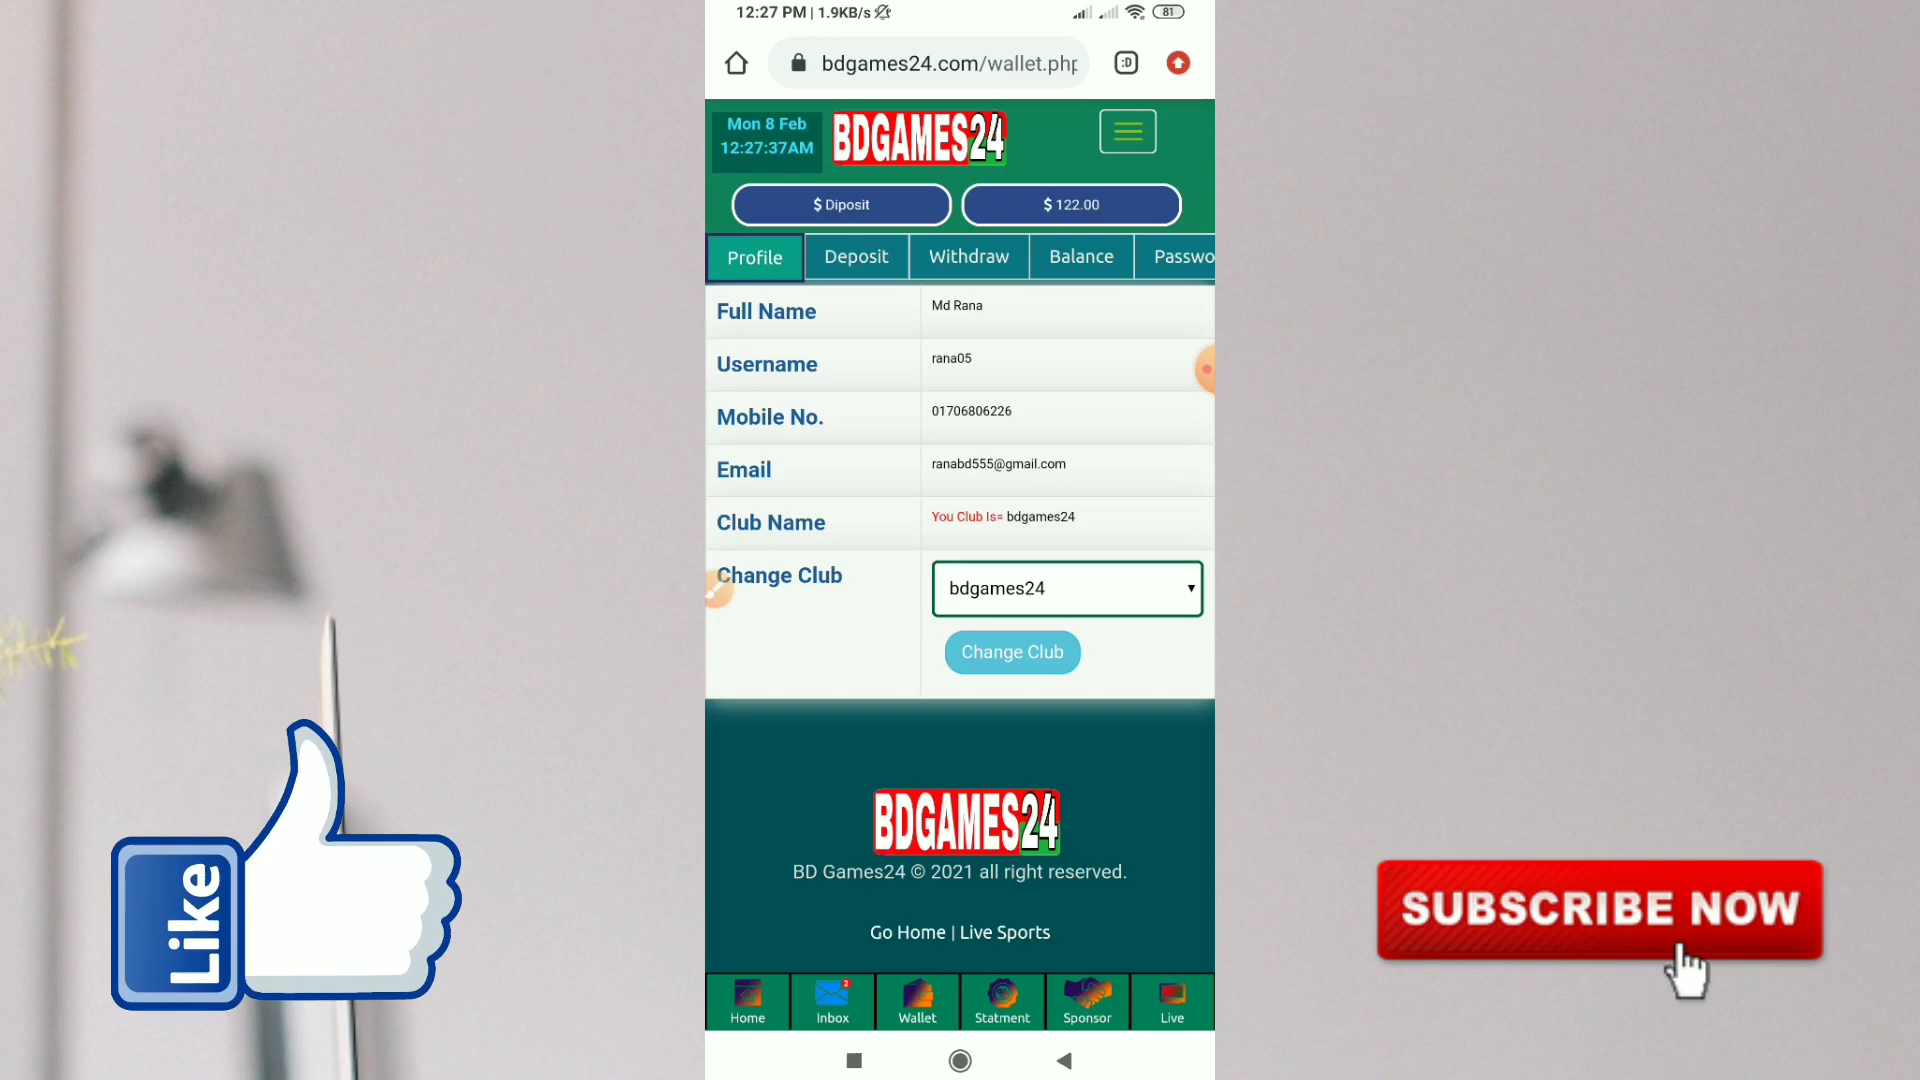 12:27 PM | 1.9KB/s
81
bdgames24.com/wallet.php
:D
Mon 8 Feb
12:27:37AM
BDGAMES24
$ Diposit
$ 122.00
Profile
Deposit
Withdraw
Balance
Passwo
Full Name
Md Rana
Username
rana05
Mobile No.
01706806226
Email
ranabd555@gmail.com
Club Name
You Club Is= bdgames24
Change Club
bdgames24
Change Club
BDGAMES24
BD Games24 © 2021 all right reserved.
Go Home | Live Sports
Home
2
Inbox
Wallet
Statment
Sponsor
Live
Like
SUBSCRIBE NOW